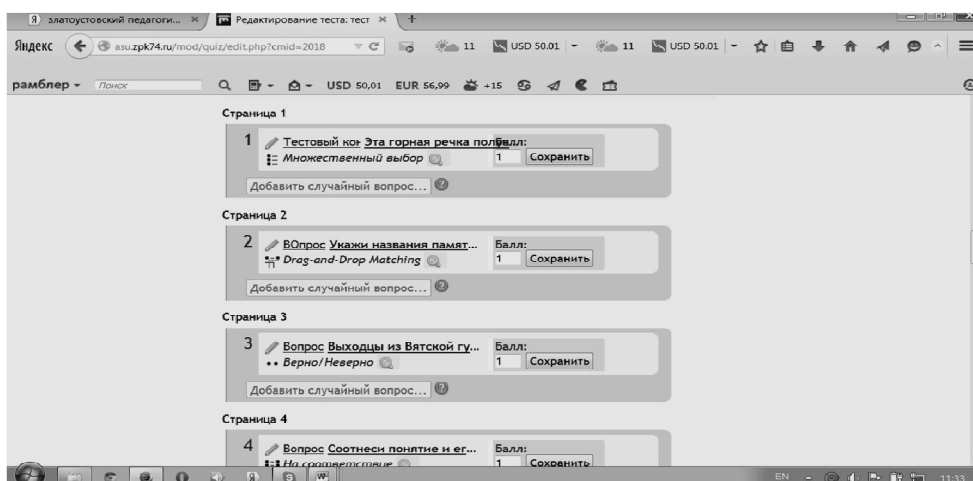 златоустовский педагоги... × Редактирование теста: тест × +
Яндекс asu.zpk74.ru/mod/quiz/edit.php?cmid=2018 11 USD 50.01 11 USD 50.01
рамблер Поиск USD 50,01 EUR 56,99 +15
Страница 1
1 Тестовый кон Эта горная речка полу Балл:
Множественный выбор 1 Сохранить
Добавить случайный вопрос...
Страница 2
2 ВОпрос Укажи названия памят... Балл:
Drag-and-Drop Matching 1 Сохранить
Добавить случайный вопрос...
Страница 3
3 Вопрос Выходцы из Вятской гу... Балл:
Верно/Неверно 1 Сохранить
Добавить случайный вопрос...
Страница 4
4 Вопрос Соотнеси понятие и ег... Балл:
На соответствие 1 Сохранить
EN 11:33